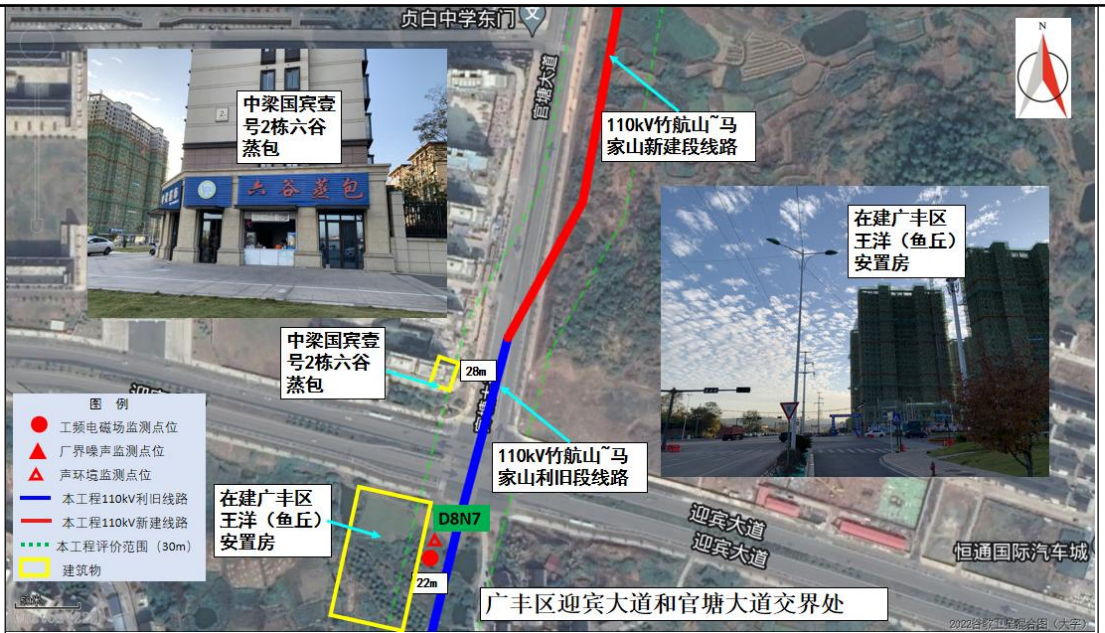 贞白中学东门
文
N
官塘大道
中梁国宾壹
号2栋六谷
蒸包
六谷蒸包
110kV竹航山~马
家山新建段线路
在建广丰区
王洋（鱼丘）
安置房
中梁国宾壹
号2栋六谷
蒸包
28m
图 例
工频电磁场监测点位
厂界噪声监测点位
声环境监测点位
本工程110kV利旧线路
本工程110kV新建线路
本工程评价范围（30m）
建筑物
110kV竹航山~马
家山利旧段线路
在建广丰区
王洋（鱼丘）
安置房
D8N7
22m
迎宾大道
迎宾大道
恒通国际汽车城
广丰区迎宾大道和官塘大道交界处